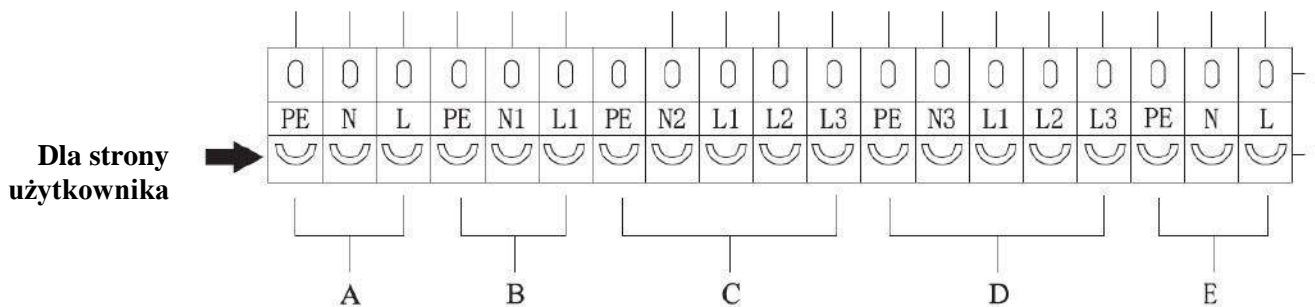 PE N L PE N1 L1 PE N2 L1 L2 L3 PE N3 L1 L2 L3 PE N L
Dla strony
użytkownika
A B C D E